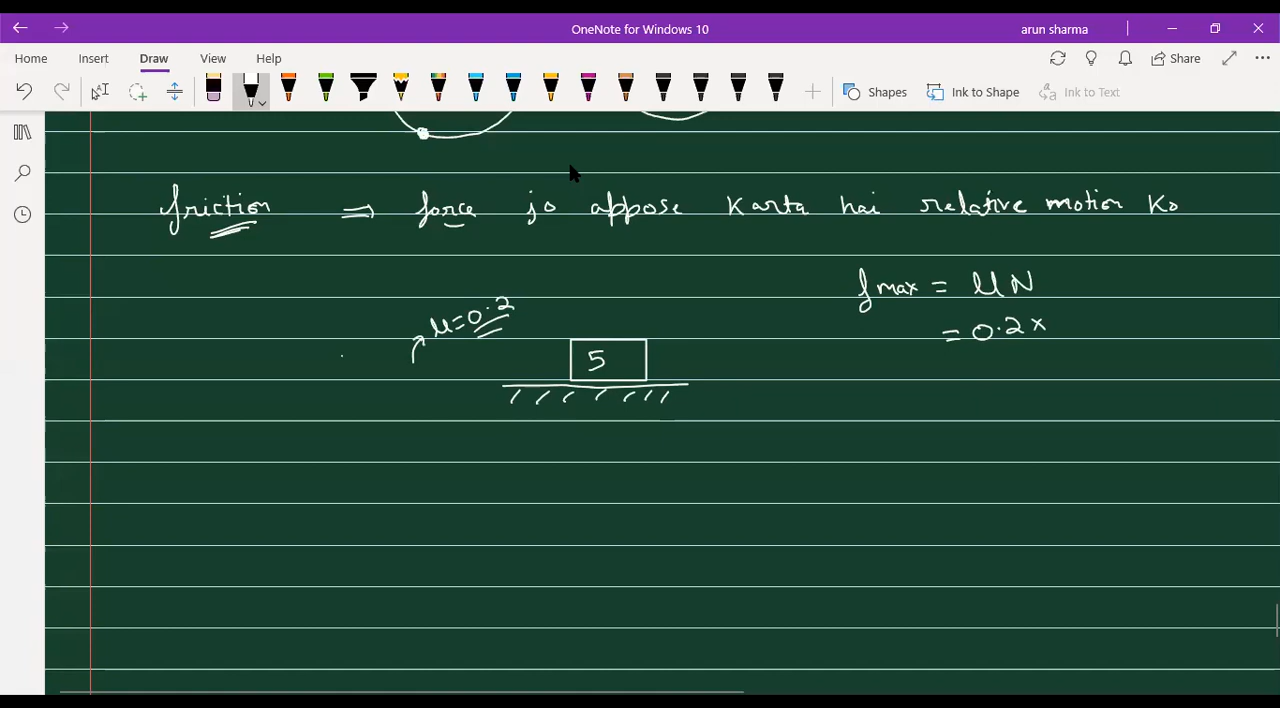 OneNote for Windows 10
arun sharma
Home Insert Draw View Help
Share
Shapes Ink to Shape Ink to Text
friction ⇒ force jo appose karta hai relative motion ko
fmax = μN
= 0.2×
μ=0.2
5